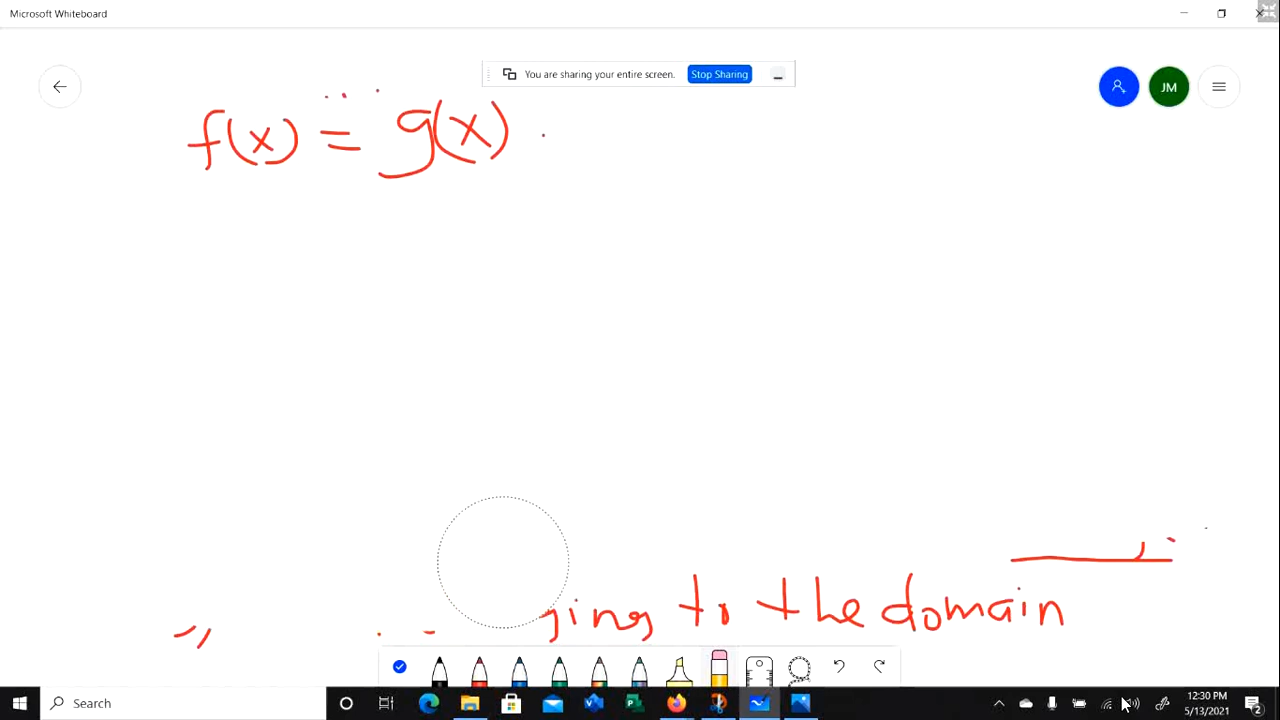 Microsoft Whiteboard
You are sharing your entire screen. Stop Sharing
JM
f(x) = g(x)
ging to the domain
Search
12:30 PM
5/13/2021
2